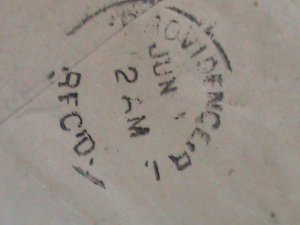 PROVIDENCE R
JUN
2 AM
REC'D.